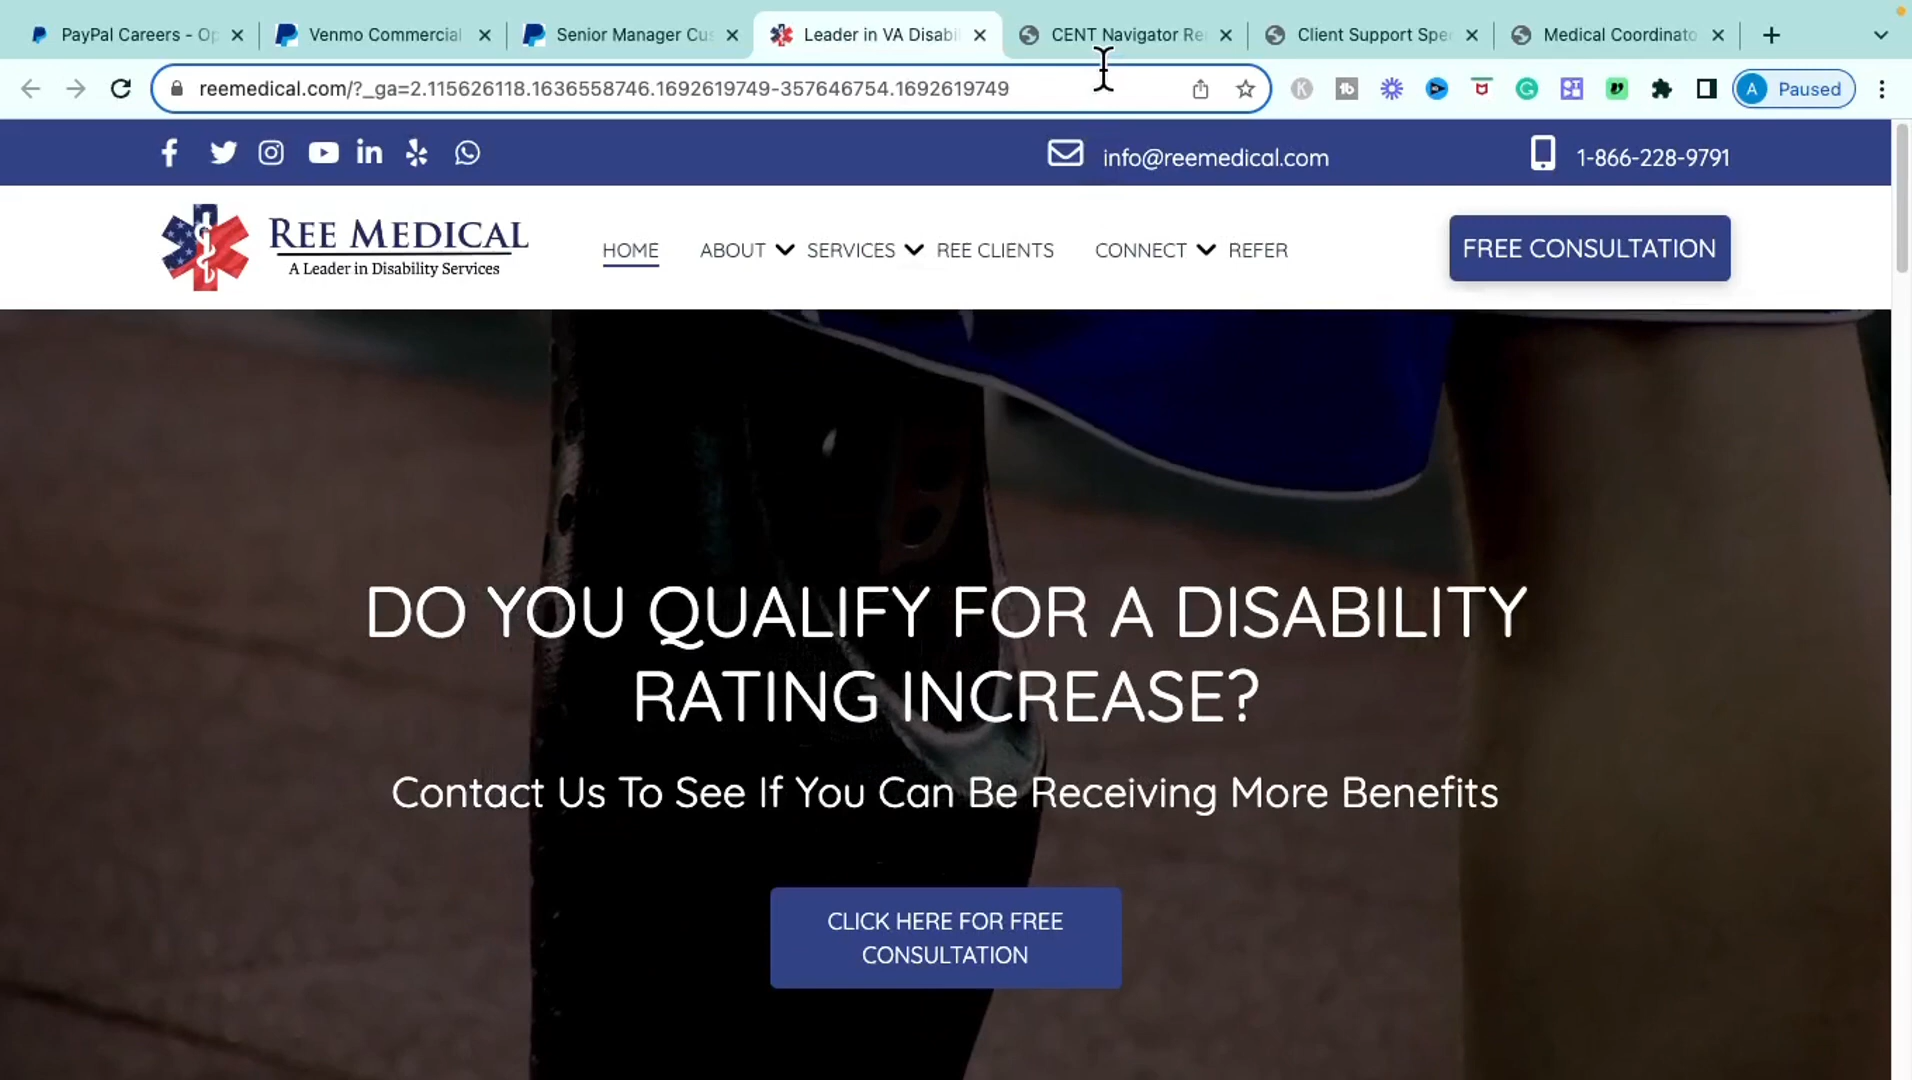 PayPal Careers - Op
Venmo Commercial
Senior Manager Cus
Leader in VA Disabi
CENT Navigator Re
Client Support Spe
Medical Coordinato
reemedical.com/?_ga=2.115626118.1636558746.1692619749-357646754.1692619749
K
tb
A Paused
info@reemedical.com
1-866-228-9791
REE MEDICAL
A Leader in Disability Services
HOME
ABOUT
SERVICES
REE CLIENTS
CONNECT
REFER
FREE CONSULTATION
DO YOU QUALIFY FOR A DISABILITY
RATING INCREASE?
Contact Us To See If You Can Be Receiving More Benefits
CLICK HERE FOR FREE
CONSULTATION